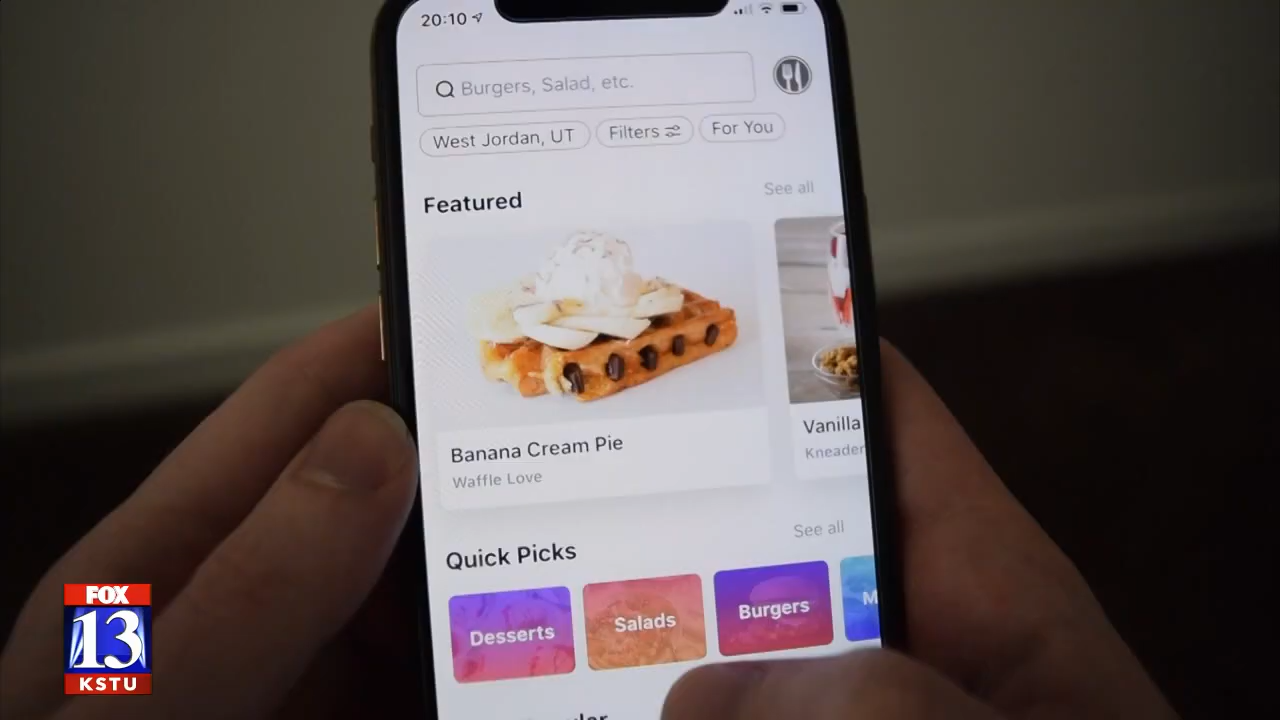 20:10
Burgers, Salad, etc.
West Jordan, UT
Filters
For You
Featured
See all
Banana Cream Pie
Waffle Love
Vanilla
Kneader
Quick Picks
See all
Desserts
Salads
Burgers
M
FOX
13
KSTU